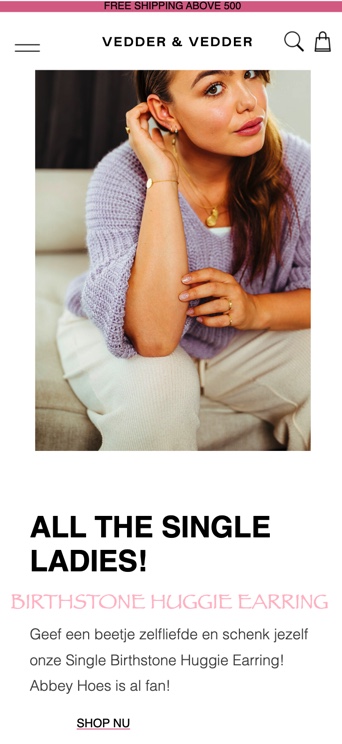 FREE SHIPPING ABOVE 500
VEDDER & VEDDER
ALL THE SINGLE
LADIES!
BIRTHSTONE HUGGIE EARRING
Geef een beetje zelfliefde en schenk jezelf
onze Single Birthstone Huggie Earring!
Abbey Hoes is al fan!
SHOP NU